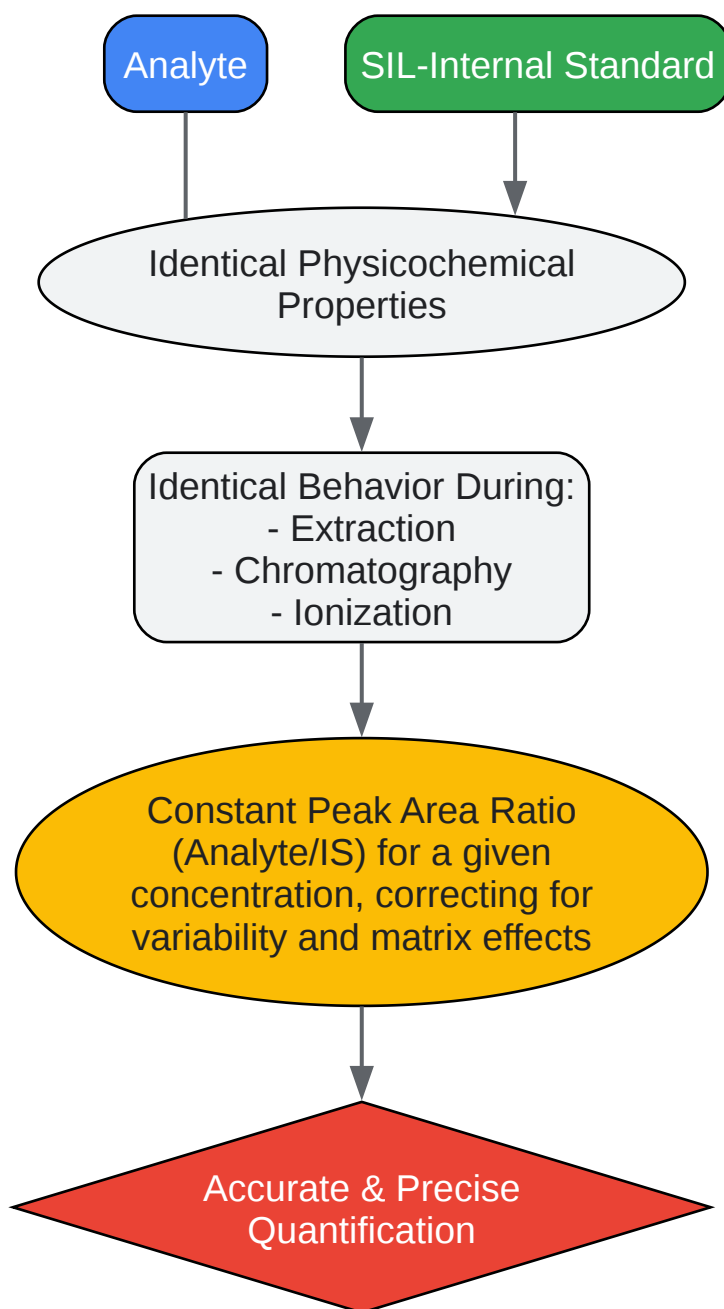 Analyte
SIL-Internal Standard
Identical Physicochemical
Properties
Identical Behavior During:
- Extraction
- Chromatography
- Ionization
Constant Peak Area Ratio
(Analyte/IS) for a given
concentration, correcting for
variability and matrix effects
Accurate & Precise
Quantification